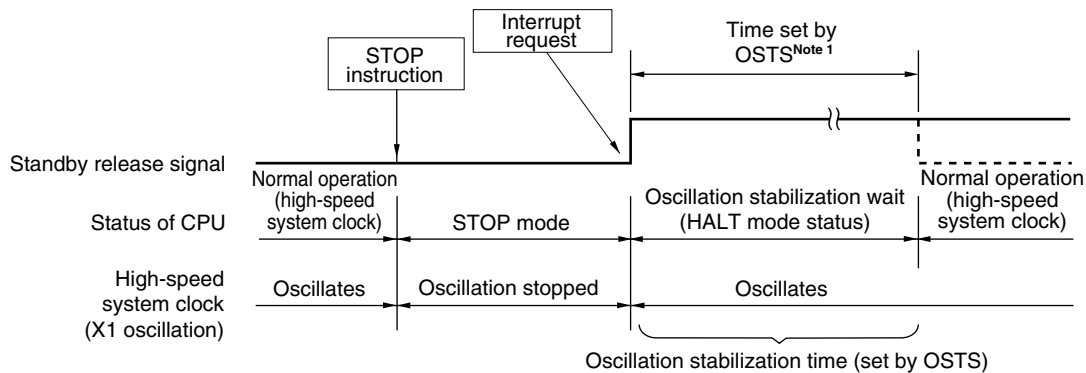 Interrupt
request
Time set by
OSTSNote 1
STOP
instruction
Standby release signal
Normal operation
(high-speed
system clock)
Oscillation stabilization wait
(HALT mode status)
Normal operation
(high-speed
system clock)
Status of CPU
STOP mode
High-speed
system clock
(X1 oscillation)
Oscillates
Oscillation stopped
Oscillates
Oscillation stabilization time (set by OSTS)